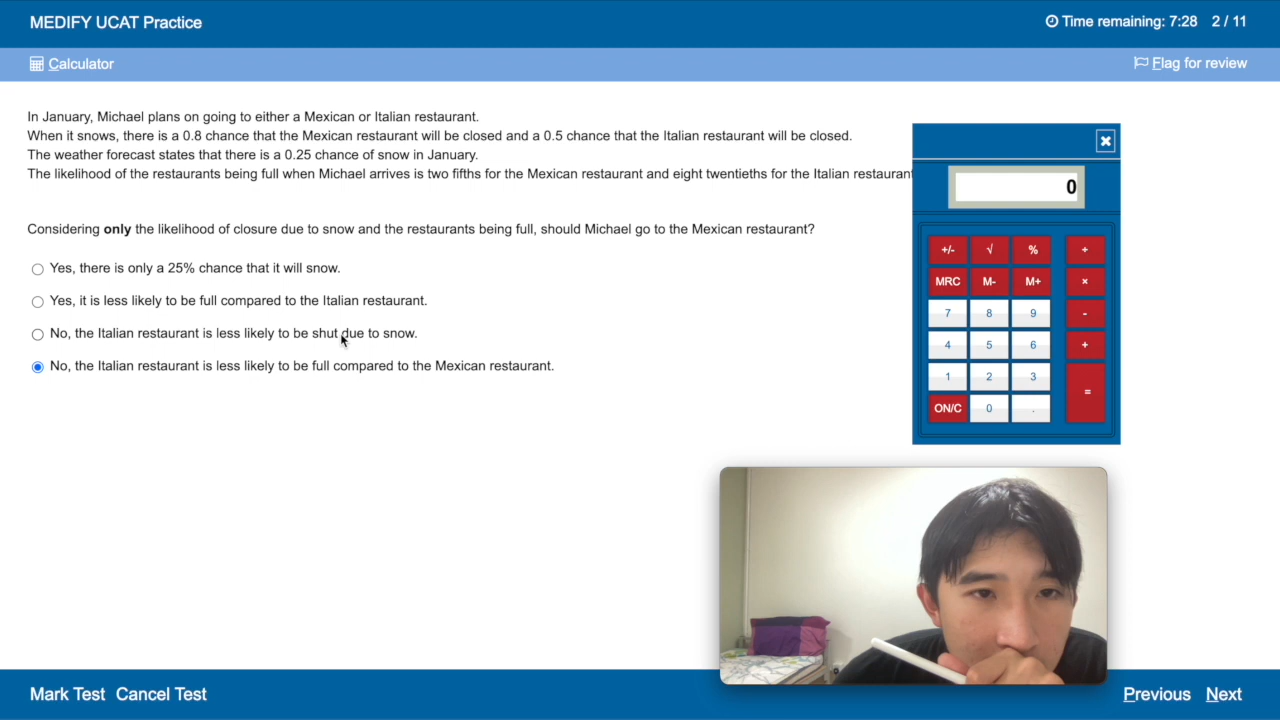 MEDIFY UCAT Practice
Time remaining: 7:28 2 / 11
Calculator
Flag for review
In January, Michael plans on going to either a Mexican or Italian restaurant.
When it snows, there is a 0.8 chance that the Mexican restaurant will be closed and a 0.5 chance that the Italian restaurant will be closed.
The weather forecast states that there is a 0.25 chance of snow in January.
The likelihood of the restaurants being full when Michael arrives is two fifths for the Mexican restaurant and eight twentieths for the Italian restaurant
Considering only the likelihood of closure due to snow and the restaurants being full, should Michael go to the Mexican restaurant?
Yes, there is only a 25% chance that it will snow.
Yes, it is less likely to be full compared to the Italian restaurant.
No, the Italian restaurant is less likely to be shut due to snow.
No, the Italian restaurant is less likely to be full compared to the Mexican restaurant.
0
+/- √ % ÷
MRC M- M+ ×
7 8 9 -
4 5 6 +
1 2 3 =
ON/C 0 .
Mark Test Cancel Test
Previous Next